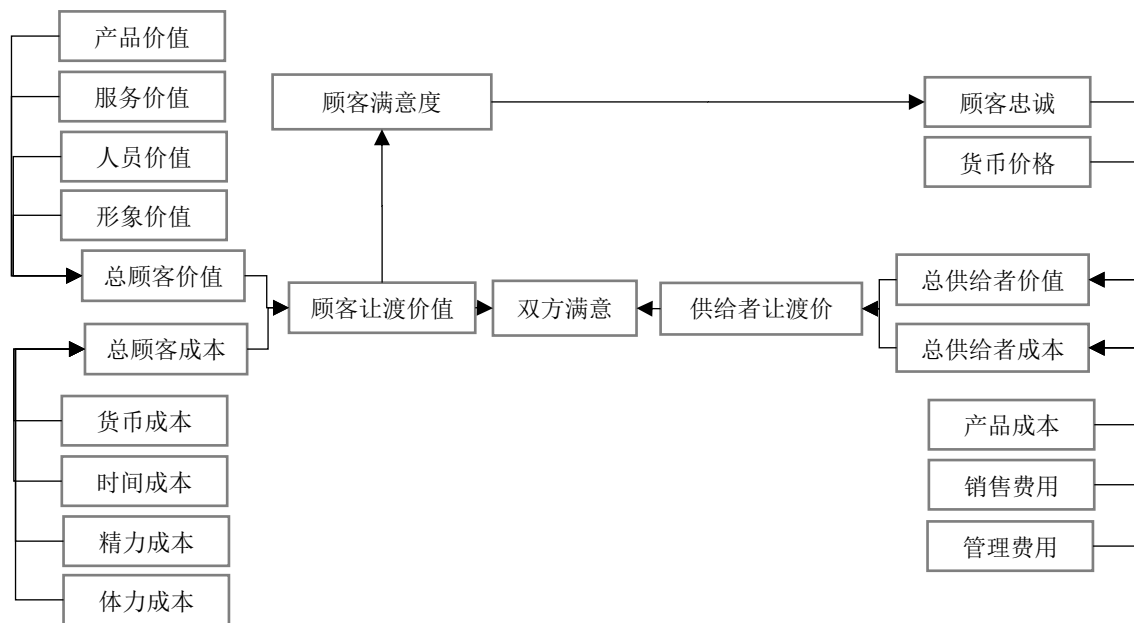 产品价值
服务价值
人员价值
形象价值
总顾客价值
总顾客成本
货币成本
时间成本
精力成本
体力成本
顾客满意度
顾客让渡价值
双方满意
供给者让渡价
顾客忠诚
货币价格
总供给者价值
总供给者成本
产品成本
销售费用
管理费用